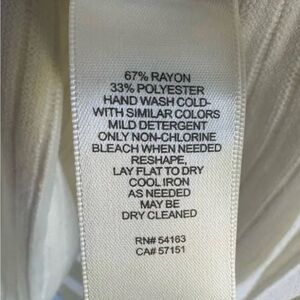 67% RAYON
33% POLYESTER
HAND WASH COLD-
WITH SIMILAR COLORS
MILD DETERGENT
ONLY NON-CHLORINE
BLEACH WHEN NEEDED
RESHAPE,
LAY FLAT TO DRY
COOL IRON
AS NEEDED
MAY BE
DRY CLEANED
RN# 54163
CA# 57151